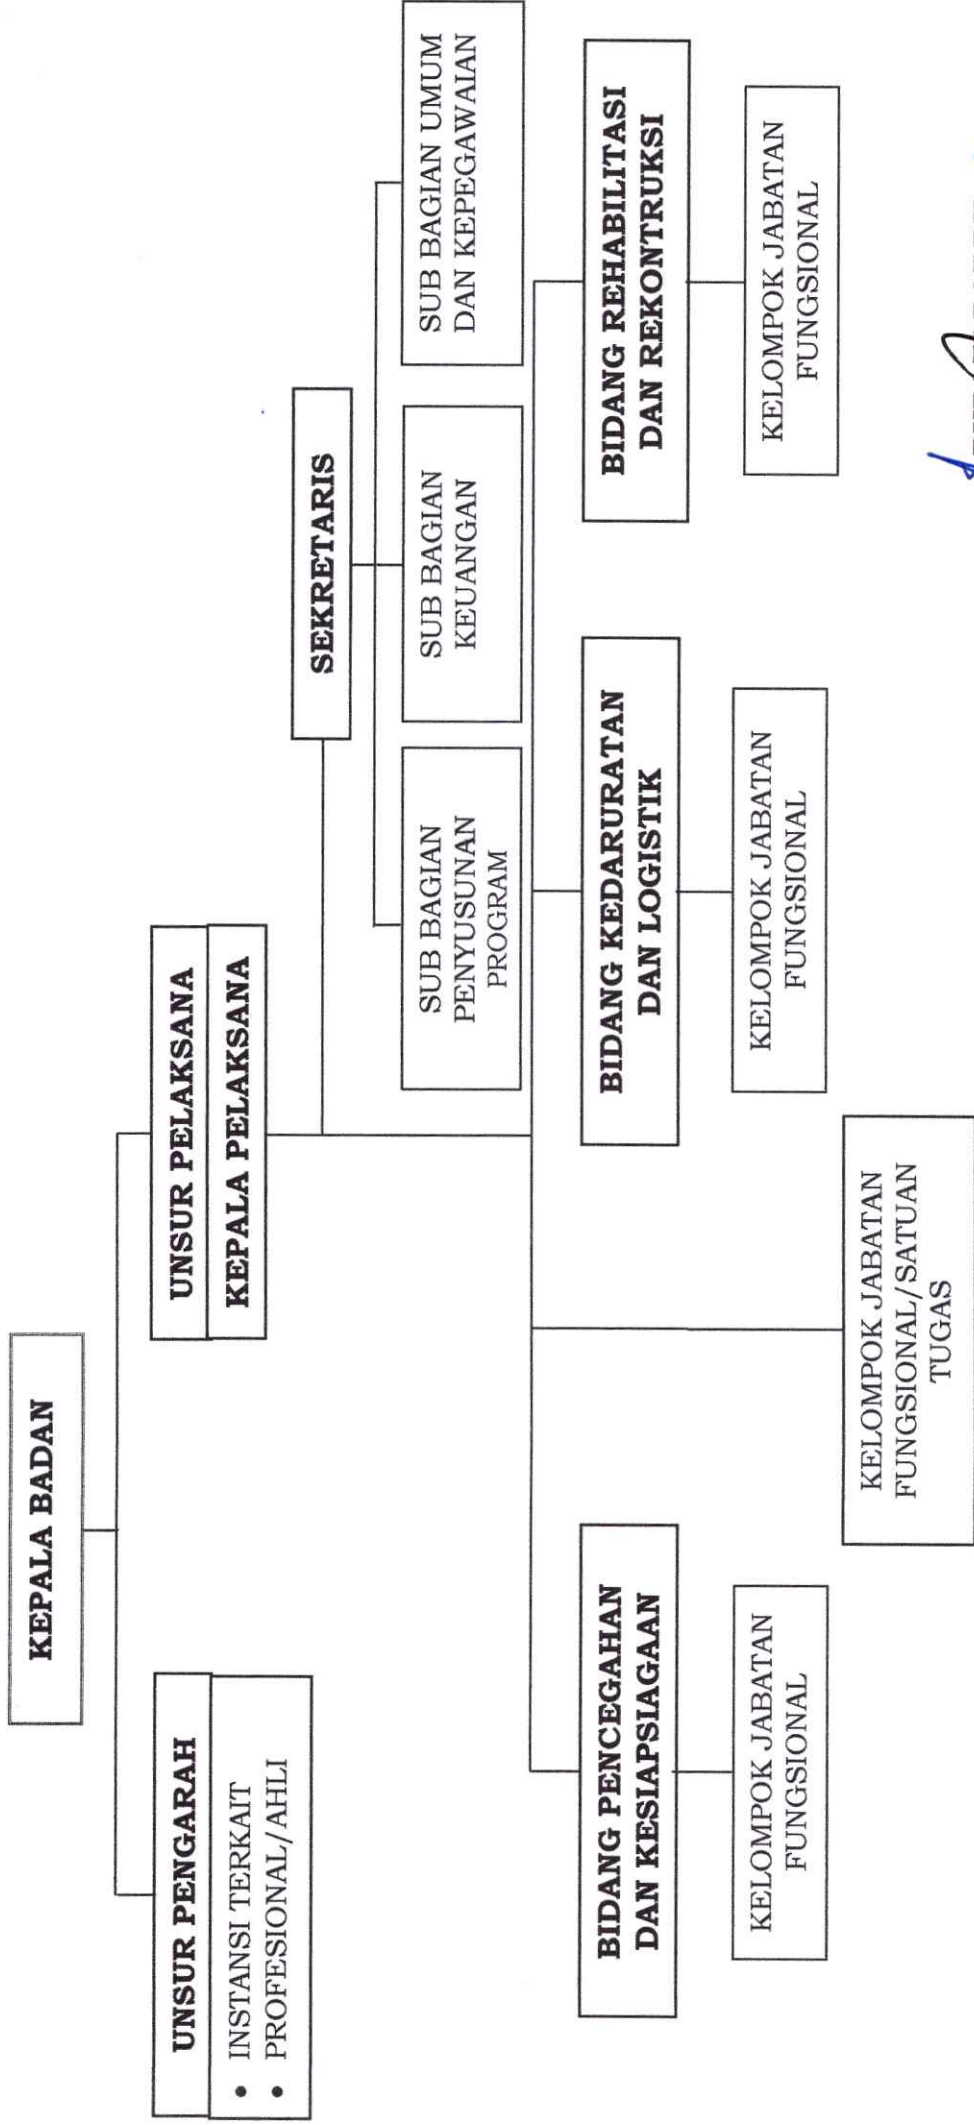 KEPALA BADAN
UNSUR PENGARAH
• INSTANSI TERKAIT
• PROFESIONAL/AHLI
UNSUR PELAKSANA
KEPALA PELAKSANA
SEKRETARIS
SUB BAGIAN
PENYUSUNAN
PROGRAM
SUB BAGIAN
KEUANGAN
SUB BAGIAN UMUM
DAN KEPEGAWAIAN
BIDANG PENCEGAHAN
DAN KESIAPSIAGAAN
BIDANG KEDARURATAN
DAN LOGISTIK
BIDANG REHABILITASI
DAN REKONTRUKSI
KELOMPOK JABATAN
FUNGSIONAL
KELOMPOK JABATAN
FUNGSIONAL
KELOMPOK JABATAN
FUNGSIONAL
KELOMPOK JABATAN
FUNGSIONAL/SATUAN
TUGAS